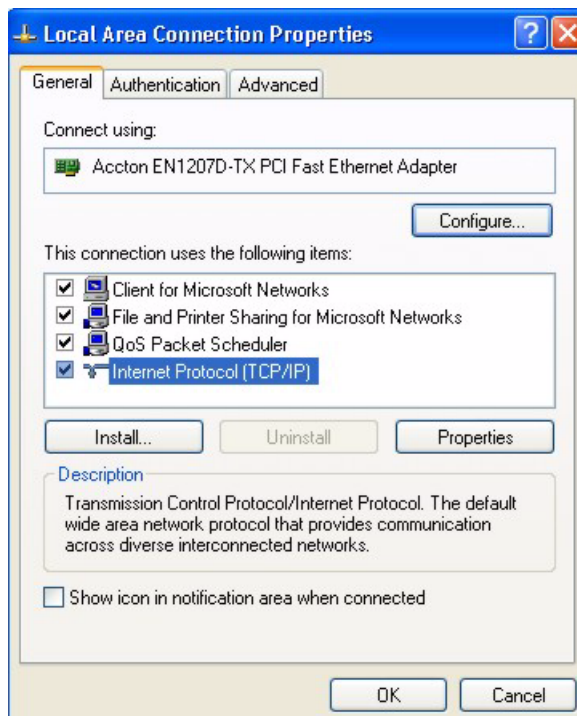 Local Area Connection Properties
General Authentication Advanced
Connect using:
Accton EN1207D-TX PCI Fast Ethernet Adapter
Configure...
This connection uses the following items:
Client for Microsoft Networks
File and Printer Sharing for Microsoft Networks
QoS Packet Scheduler
Internet Protocol (TCP/IP)
Install... Uninstall Properties
Description
Transmission Control Protocol/Internet Protocol. The default
wide area network protocol that provides communication
across diverse interconnected networks.
Show icon in notification area when connected
OK Cancel